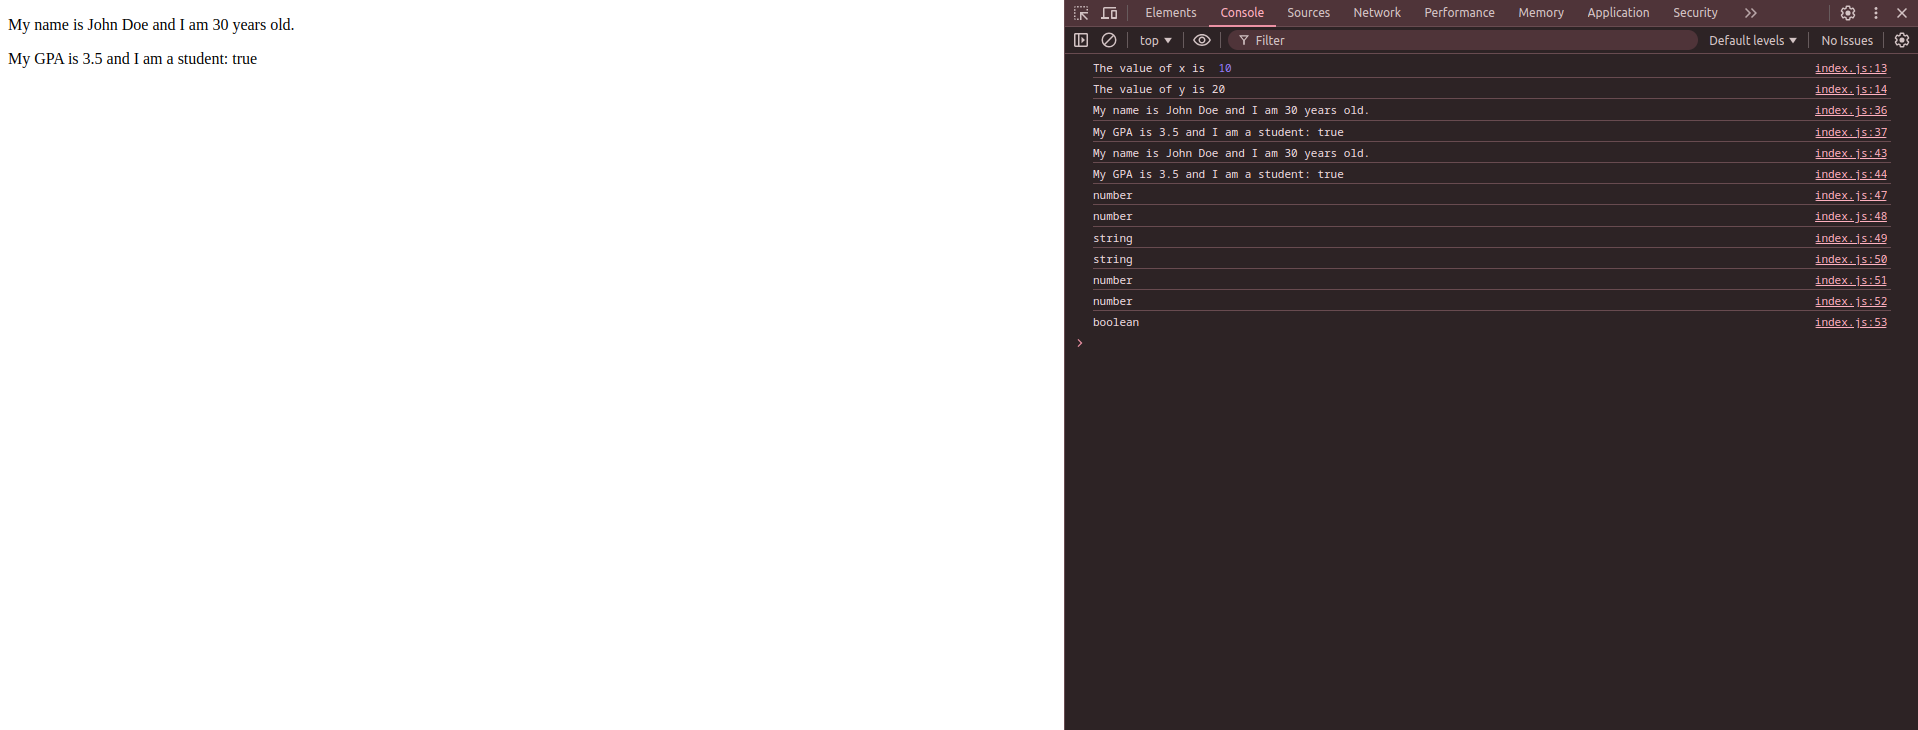 My name is John Doe and I am 30 years old.
My GPA is 3.5 and I am a student: true
Elements Console Sources Network Performance Memory Application Security
top Filter Default levels No Issues
The value of x is  10 index.js:13
The value of y is 20 index.js:14
My name is John Doe and I am 30 years old. index.js:36
My GPA is 3.5 and I am a student: true index.js:37
My name is John Doe and I am 30 years old. index.js:43
My GPA is 3.5 and I am a student: true index.js:44
number index.js:47
number index.js:48
string index.js:49
string index.js:50
number index.js:51
number index.js:52
boolean index.js:53